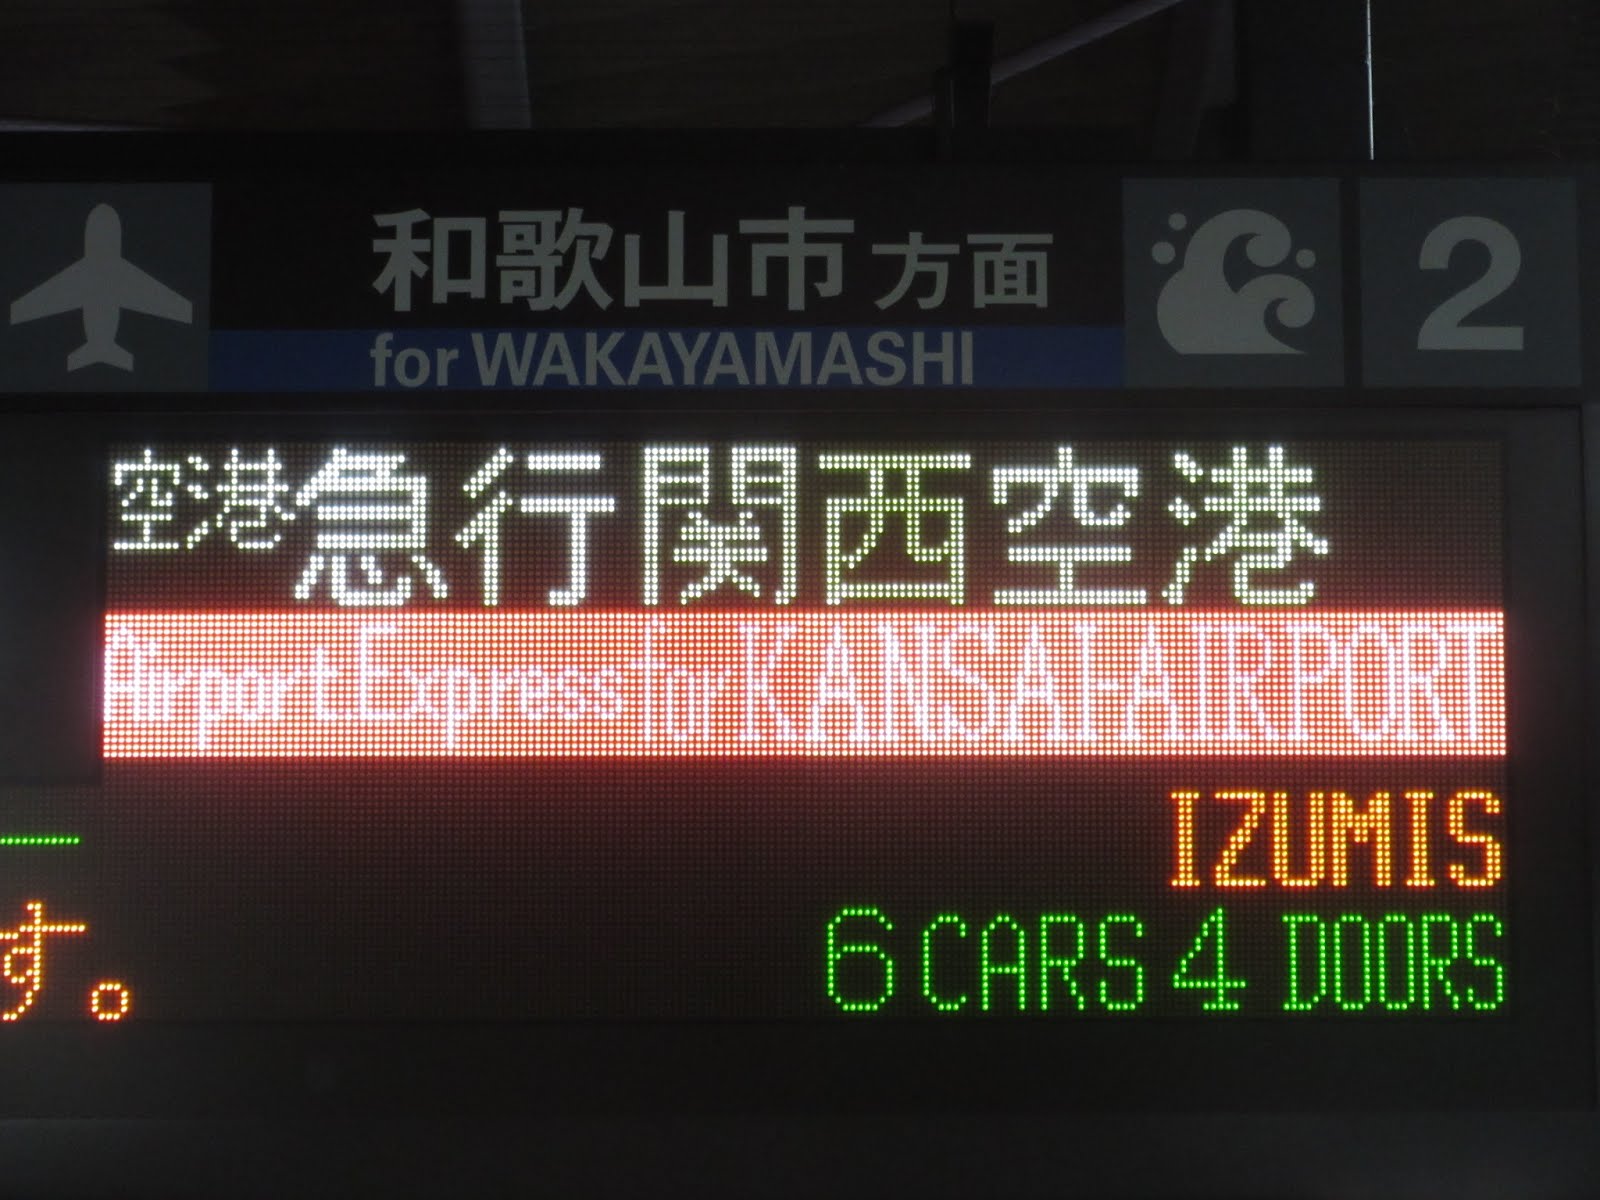 和歌山市方面
for WAKAYAMASHI
2
空港急行関西空港
Airport Express for KANSAI-AIRPORT
IZUMIS
す。
6 CARS 4 DOORS